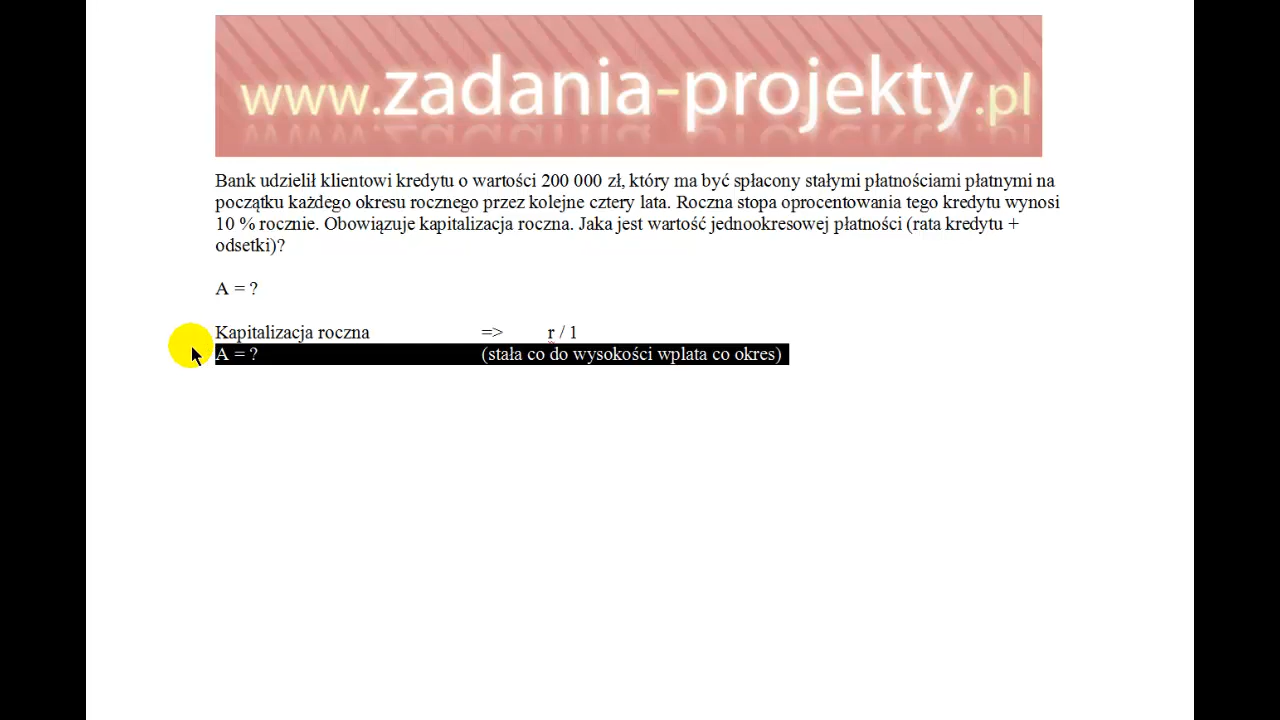 www.zadania-projekty.pl
Bank udzielił klientowi kredytu o wartości 200 000 zł, który ma być spłacony stałymi płatnościami płatnymi na
początku każdego okresu rocznego przez kolejne cztery lata. Roczna stopa oprocentowania tego kredytu wynosi
10 % rocznie. Obowiązuje kapitalizacja roczna. Jaka jest wartość jednookresowej płatności (rata kredytu +
odsetki)?
A = ?
Kapitalizacja roczna => r / 1
A = ? (stała co do wysokości wplata co okres)